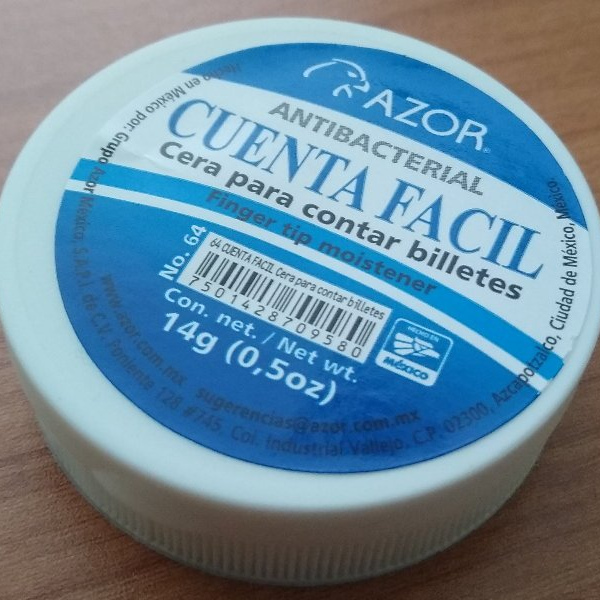 AZOR
ANTIBACTERIAL
CUENTA FACIL
Cera para contar billetes
Finger tip moistener
No. 64
64 CUENTA FACIL Cera para contar billetes
7501428709580
Con. net. / Net wt.
14g (0,5oz)
HECHO EN
MÉXICO
www.azor.com.mx sugerencias@azor.com.mx
Hecho en México por: Grupo Azor México S.A.P.I. de C.V. Poniente 128 #745 Col. Industrial Vallejo, C.P. 02300, Azcapotzalco, Ciudad de México, México.